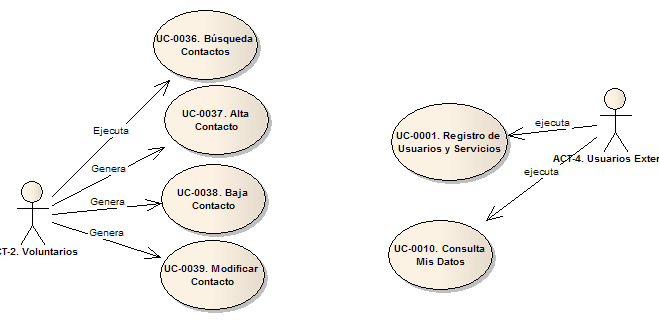 UC-0036. Búsqueda
Contactos
UC-0037. Alta
Contacto
UC-0038. Baja
Contacto
UC-0039. Modificar
Contacto
Ejecuta
Genera
Genera
Genera
CT-2. Voluntarios
UC-0001. Registro de
Usuarios y Servicios
UC-0010. Consulta
Mis Datos
ejecuta
ejecuta
ACT-4. Usuarios Exter